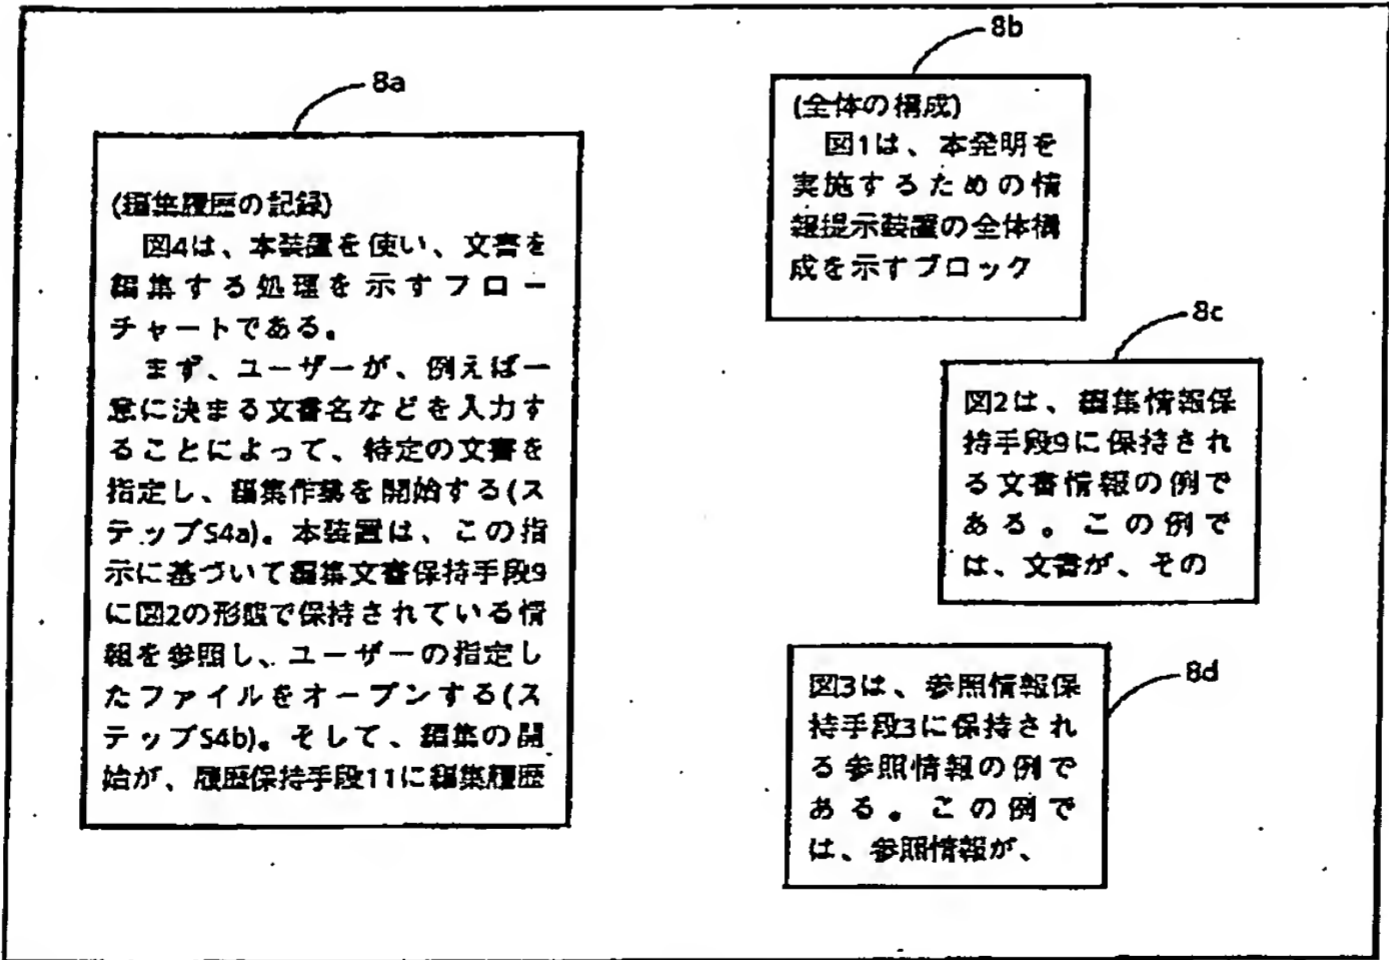 8a
(編集履歴の記録)
図4は、本装置を使い、文書を
編集する処理を示すフロー
チャートである。
まず、ユーザーが、例えば一
意に決まる文書名などを入力す
ることによって、特定の文書を
指定し、編集作業を開始する(ス
テップS4a)。本装置は、この指
示に基づいて編集文書保持手段9
に図2の形態で保持されている情
報を参照し、ユーザーの指定し
たファイルをオープンする(ス
テップS4b)。そして、編集の開
始が、履歴保持手段11に編集履歴
8b
(全体の構成)
図1は、本発明を
実施するための情
報提示装置の全体構
成を示すブロック
8c
図2は、編集情報保
持手段9に保持され
る文書情報の例で
ある。この例で
は、文書が、その
8d
図3は、参照情報保
持手段3に保持され
る参照情報の例で
ある。この例で
は、参照情報が、